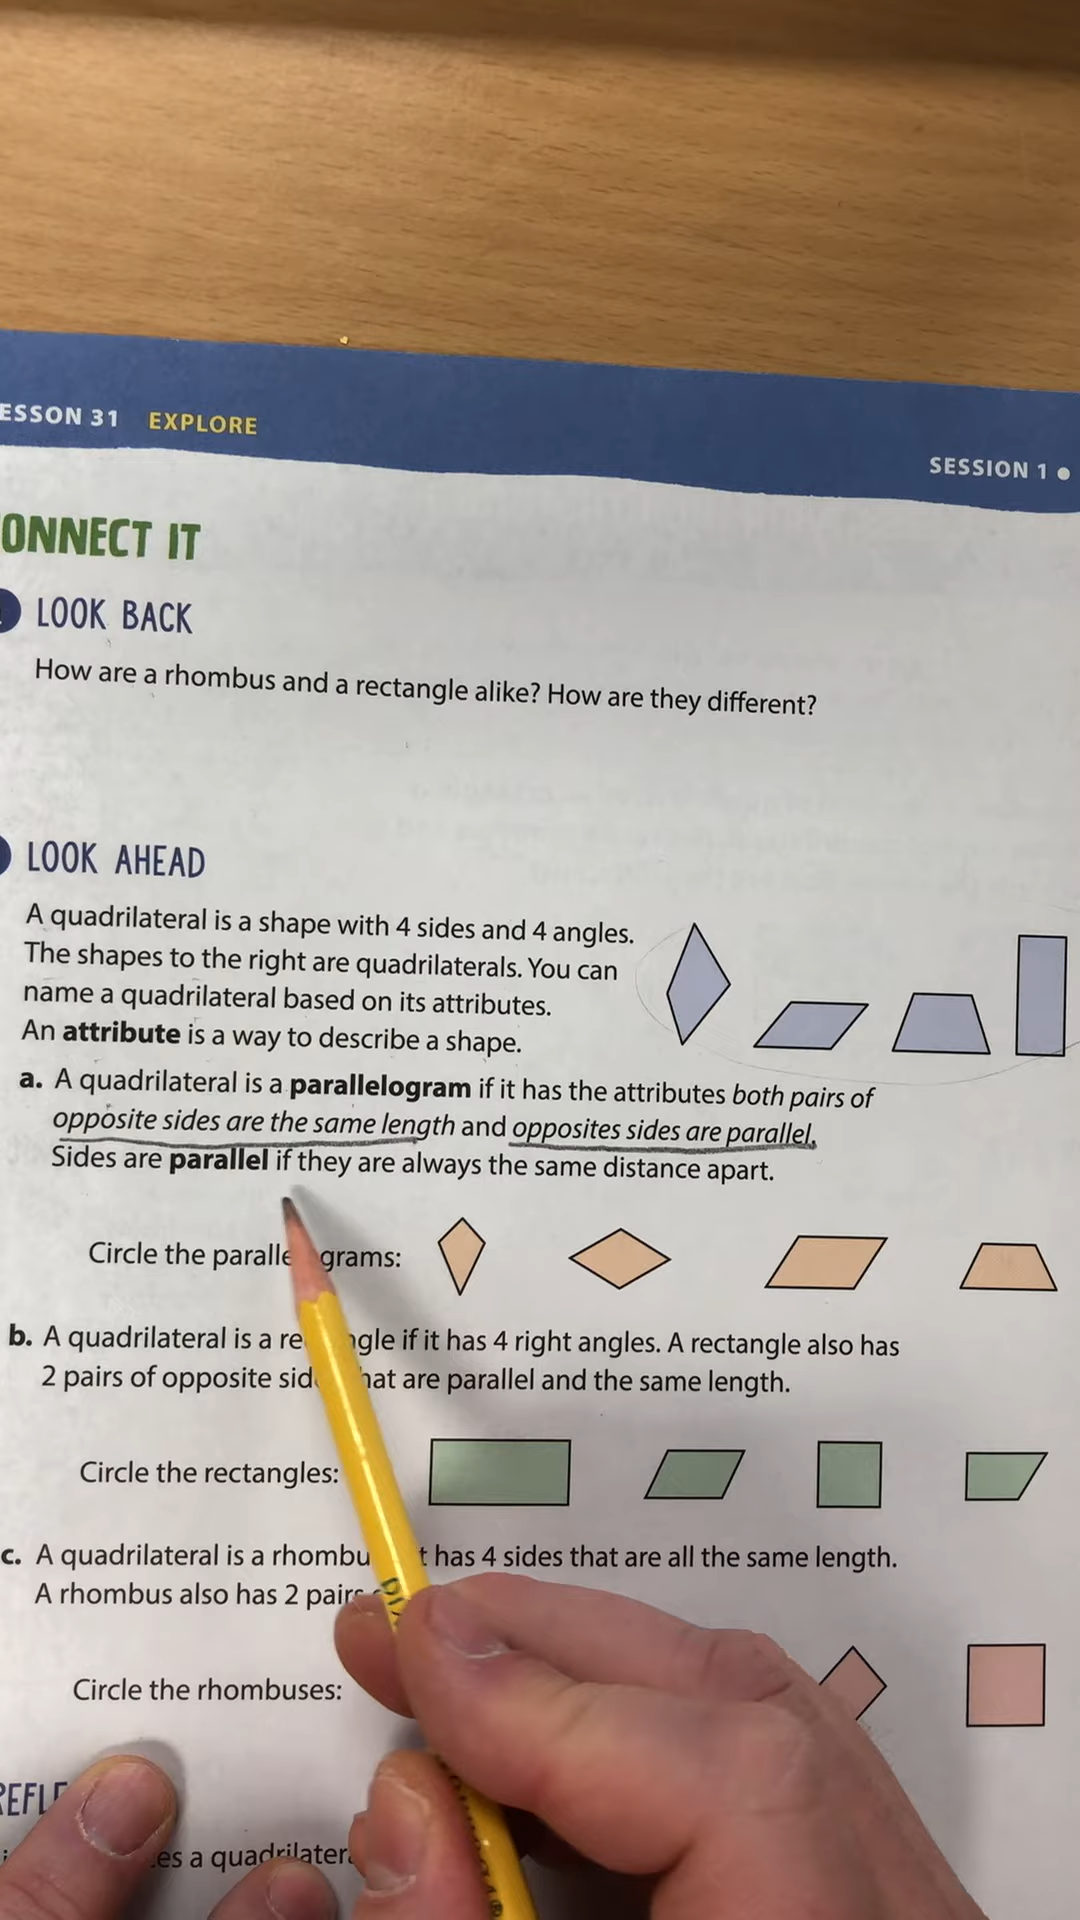 ESSON 31 EXPLORE
SESSION 1
ONNECT IT
LOOK BACK
How are a rhombus and a rectangle alike? How are they different?
LOOK AHEAD
A quadrilateral is a shape with 4 sides and 4 angles.
The shapes to the right are quadrilaterals. You can
name a quadrilateral based on its attributes.
An attribute is a way to describe a shape.
a. A quadrilateral is a parallelogram if it has the attributes both pairs of
opposite sides are the same length and opposites sides are parallel.
Sides are parallel if they are always the same distance apart.
Circle the paralle grams:
b. A quadrilateral is a re ngle if it has 4 right angles. A rectangle also has
2 pairs of opposite sid hat are parallel and the same length.
Circle the rectangles:
c. A quadrilateral is a rhombu t has 4 sides that are all the same length.
A rhombus also has 2 pairs
Circle the rhombuses:
REFLE
es a quadrilater